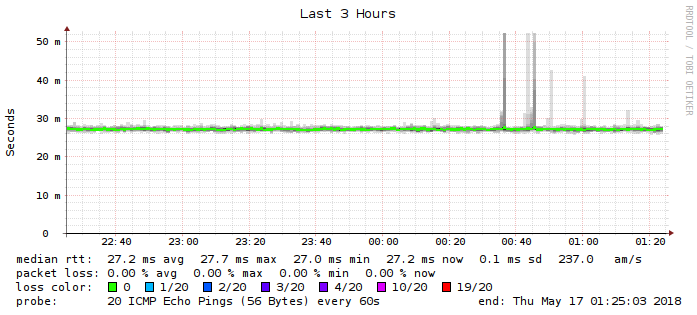 Last 3 Hours
RRDTOOL / TOBI OETIKER
Seconds
50 m
40 m
30 m
20 m
10 m
0
22:40 23:00 23:20 23:40 00:00 00:20 00:40 01:00 01:20
median rtt: 27.2 ms avg 27.7 ms max 27.0 ms min 27.2 ms now 0.1 ms sd 237.0 am/s
packet loss: 0.00 % avg 0.00 % max 0.00 % min 0.00 % now
loss color: 0 1/20 2/20 3/20 4/20 10/20 19/20
probe: 20 ICMP Echo Pings (56 Bytes) every 60s end: Thu May 17 01:25:03 2018